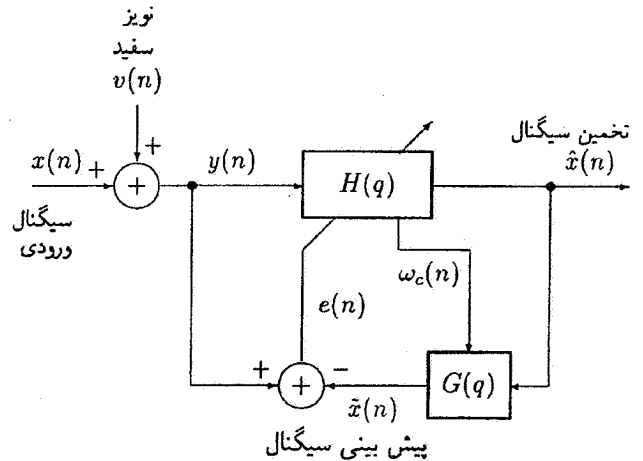 نویز
سفید
v(n)
+
x(n) +
+
y(n)
H(q)
تخمین سیگنال
x̂(n)
سیگنال
ورودی
e(n)
ω_c(n)
+
+
−
x̃(n)
G(q)
پیش بینی سیگنال